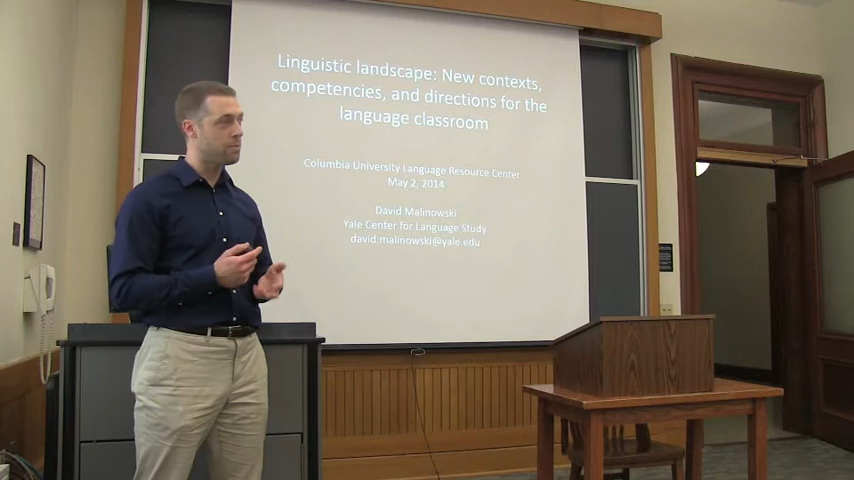 Linguistic landscape: New contexts,
competencies, and directions for the
language classroom
Columbia University Language Resource Center
May 2, 2014
David Malinowski
Yale Center for Language Study
david.malinowski@yale.edu